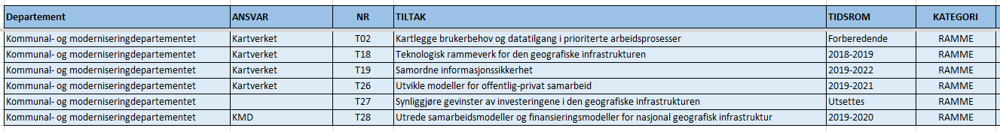 Departement ANSVAR NR TILTAK TIDSROM KATEGORI
Kommunal- og moderniseringdepartementet Kartverket T02 Kartlegge brukerbehov og datatilgang i prioriterte arbeidsprosesser Forberedende RAMME
Kommunal- og moderniseringdepartementet Kartverket T18 Teknologisk rammeverk for den geografiske infrastrukturen 2018-2019 RAMME
Kommunal- og moderniseringdepartementet Kartverket T19 Samordne informasjonssikkerhet 2019-2022 RAMME
Kommunal- og moderniseringdepartementet Kartverket T26 Utvikle modeller for offentlig-privat samarbeid 2019-2021 RAMME
Kommunal- og moderniseringdepartementet T27 Synliggjøre gevinster av investeringene i den geografiske infrastrukturen Utsettes RAMME
Kommunal- og moderniseringdepartementet KMD T28 Utrede samarbeidsmodeller og finansieringsmodeller for nasjonal geografisk infrastruktur 2019-2020 RAMME